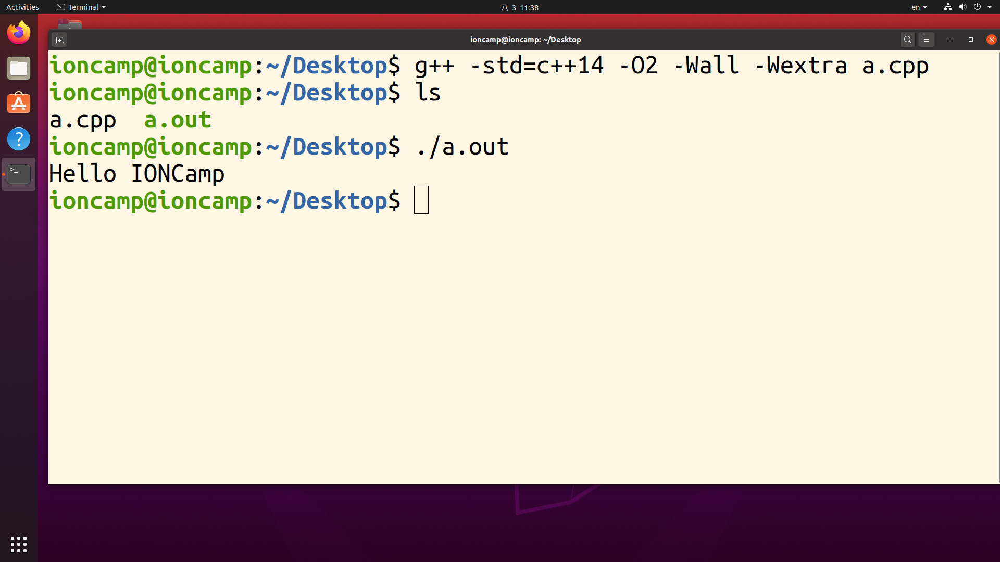 Activities Terminal 八 3 11:38 en
ioncamp@ioncamp: ~/Desktop
ioncamp@ioncamp:~/Desktop$ g++ -std=c++14 -O2 -Wall -Wextra a.cpp
ioncamp@ioncamp:~/Desktop$ ls
a.cpp  a.out
ioncamp@ioncamp:~/Desktop$ ./a.out
Hello IONCamp
ioncamp@ioncamp:~/Desktop$